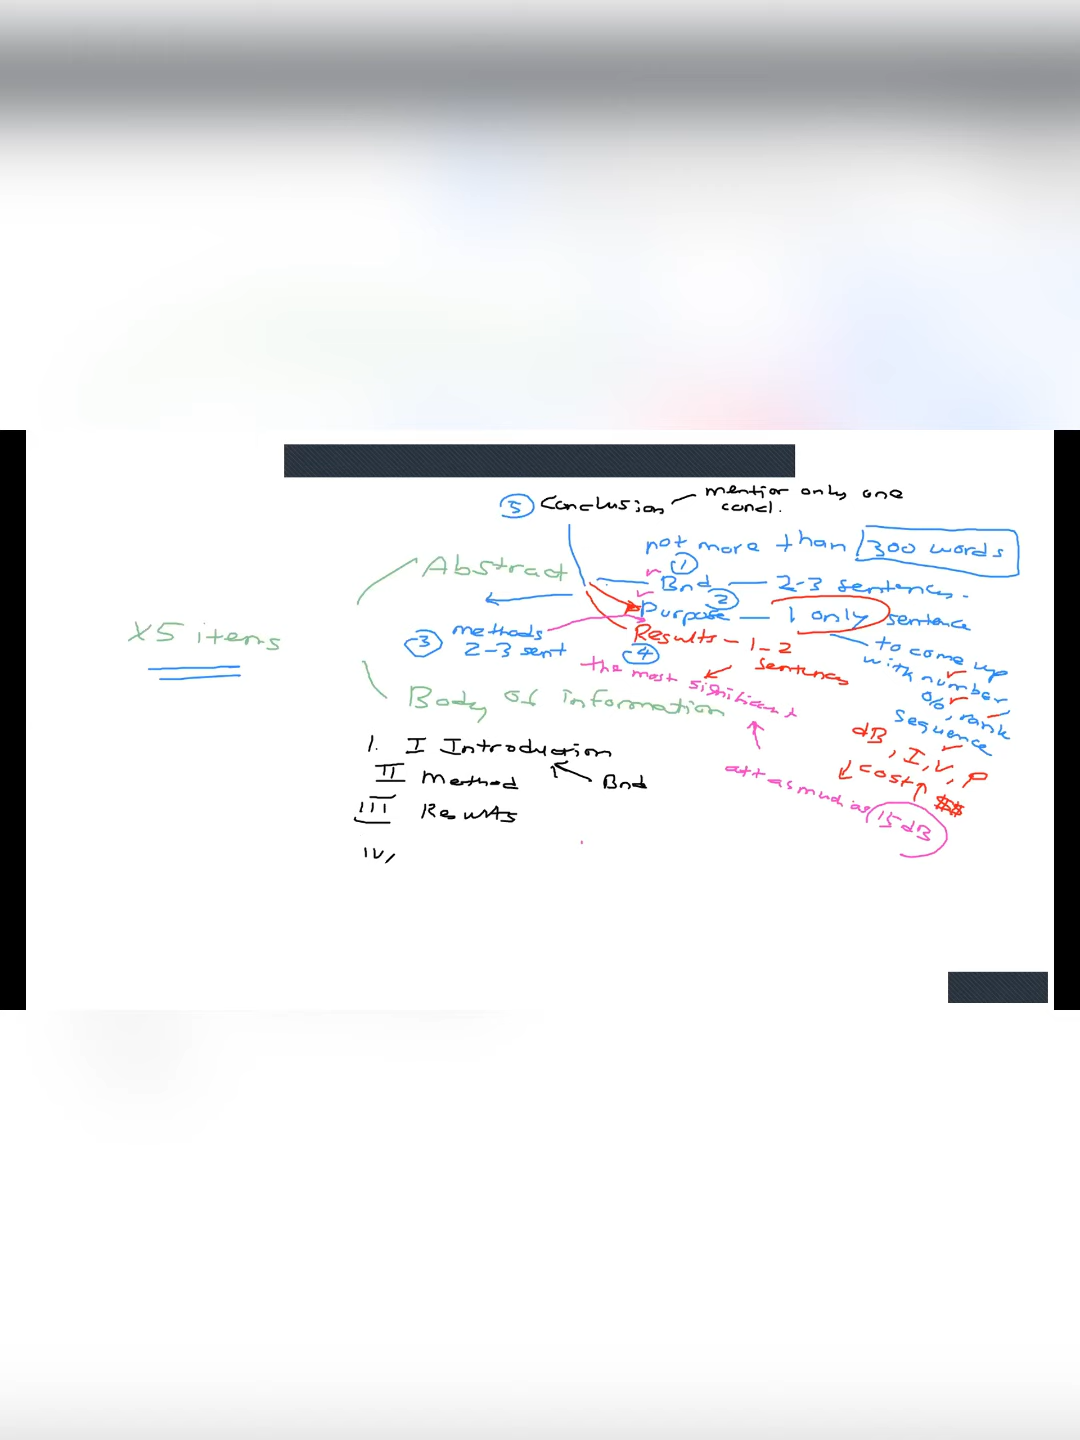 5 Conclusion — mention only one
concl.
not more than 300 words
Abstract
1
Bnd — 2-3 sentences.
2
Purpose — 1 only sentence
X5 items
3 methods
2-3 sent
Results - 1-2
sentences
4
to come up
with number
%, rank
sequence
the most significant
Body of information
dB, I, V, P
cost
$$
1. I Introduction
II Method
Bnd
III Results
att as much as 15 dB
IV